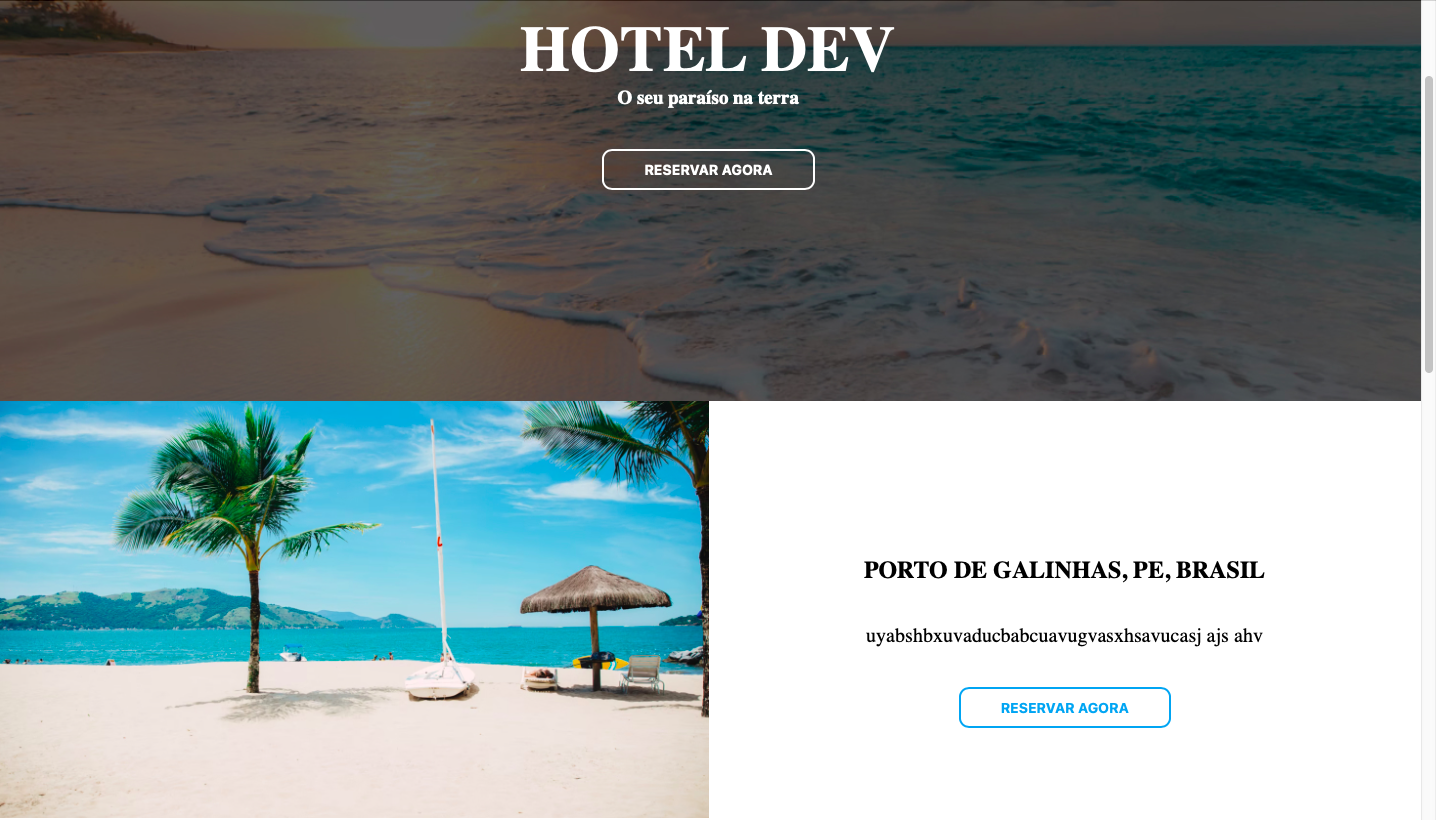 HOTEL DEV
O seu paraíso na terra
RESERVAR AGORA
PORTO DE GALINHAS, PE, BRASIL
uyabshbxuvaducbabcuavugvasxhsavucasj ajs ahv
RESERVAR AGORA